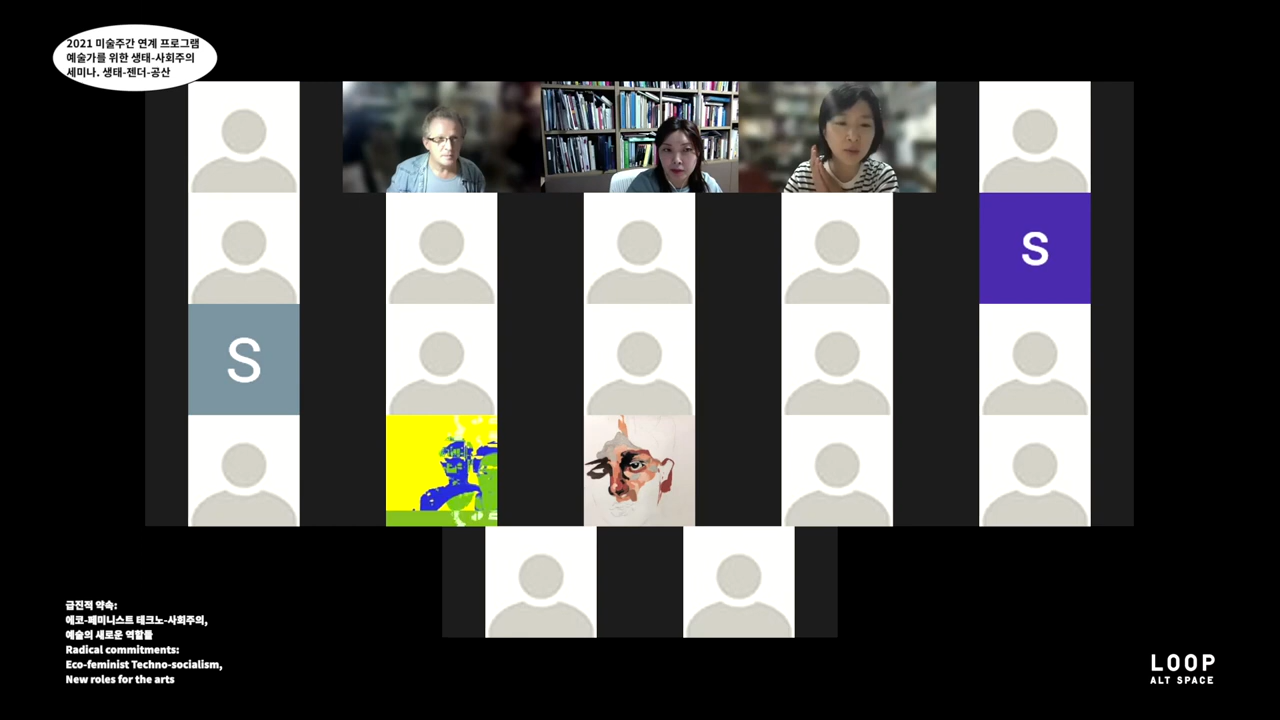 2021 미술주간 연계 프로그램
예술가를 위한 생태-사회주의
세미나. 생태-젠더-공산
S
S
급진적 약속:
에코-페미니스트 테크노-사회주의,
예술의 새로운 역할들
Radical commitments:
Eco-feminist Techno-socialism,
New roles for the arts
LOOP
ALT SPACE